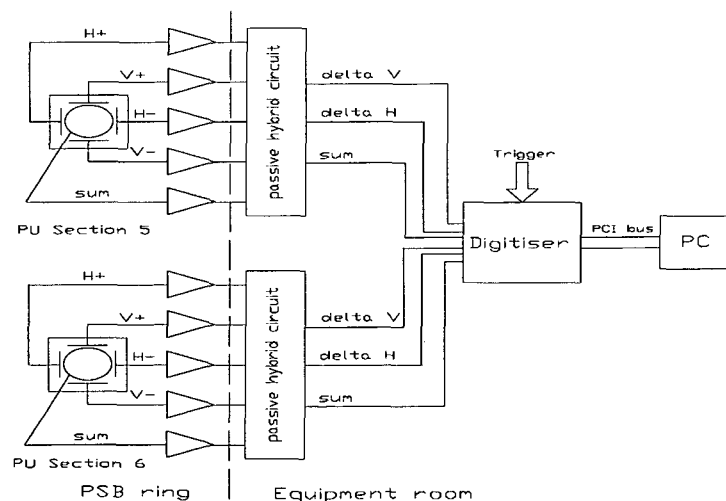 H+
V+
H-
V-
sum
PU Section 5
passive hybrid circuit
delta V
delta H
sum
Trigger
Digitiser
PCI bus
PC
H+
V+
H-
V-
sum
PU Section 6
passive hybrid circuit
delta V
delta H
sum
PSB ring
Equipment room